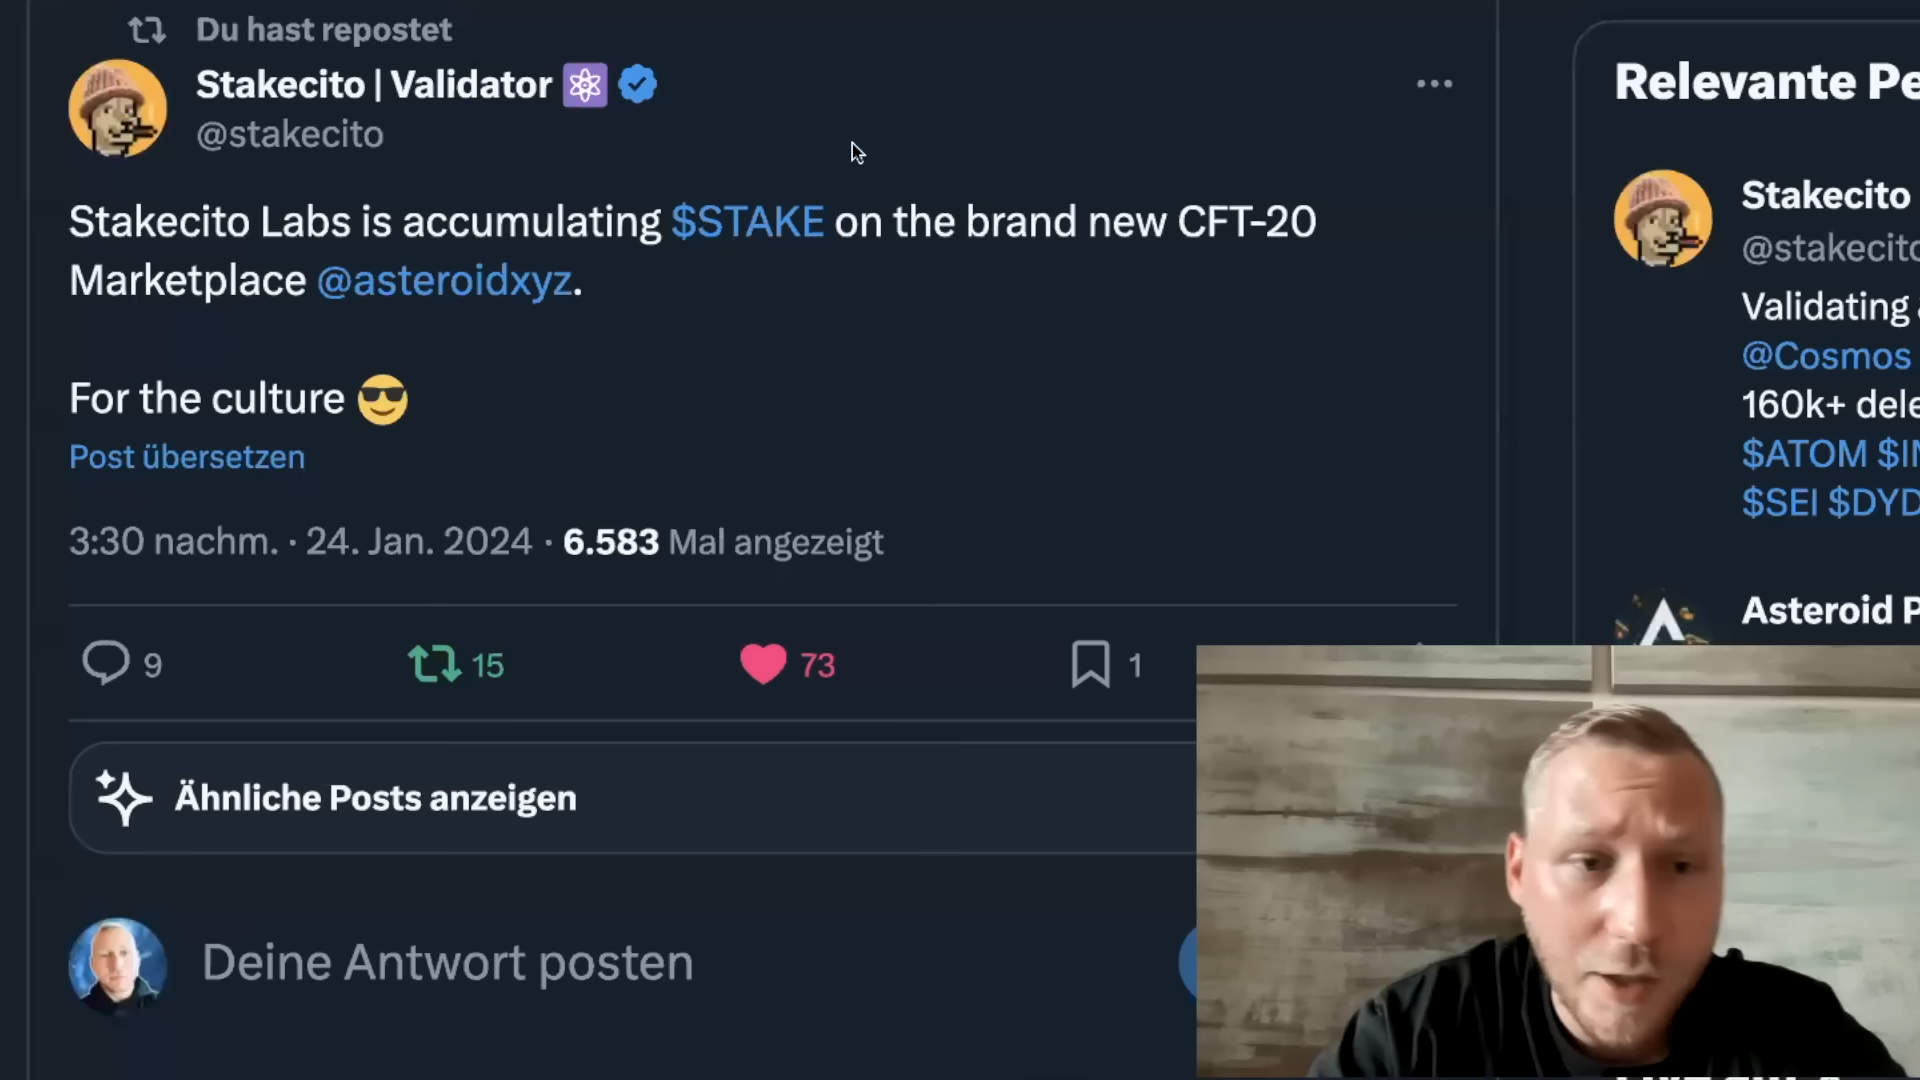 Du hast repostet
Stakecito | Validator
@stakecito
Stakecito Labs is accumulating $STAKE on the brand new CFT-20
Marketplace @asteroidxyz.
For the culture 😎
Post übersetzen
3:30 nachm. · 24. Jan. 2024 · 6.583 Mal angezeigt
9 15 73 1
Ähnliche Posts anzeigen
Deine Antwort posten
Relevante Pe
Stakecito
@stakecito
Validating
@Cosmos
160k+ dele
$ATOM $IN
$SEI $DYD
Asteroid P